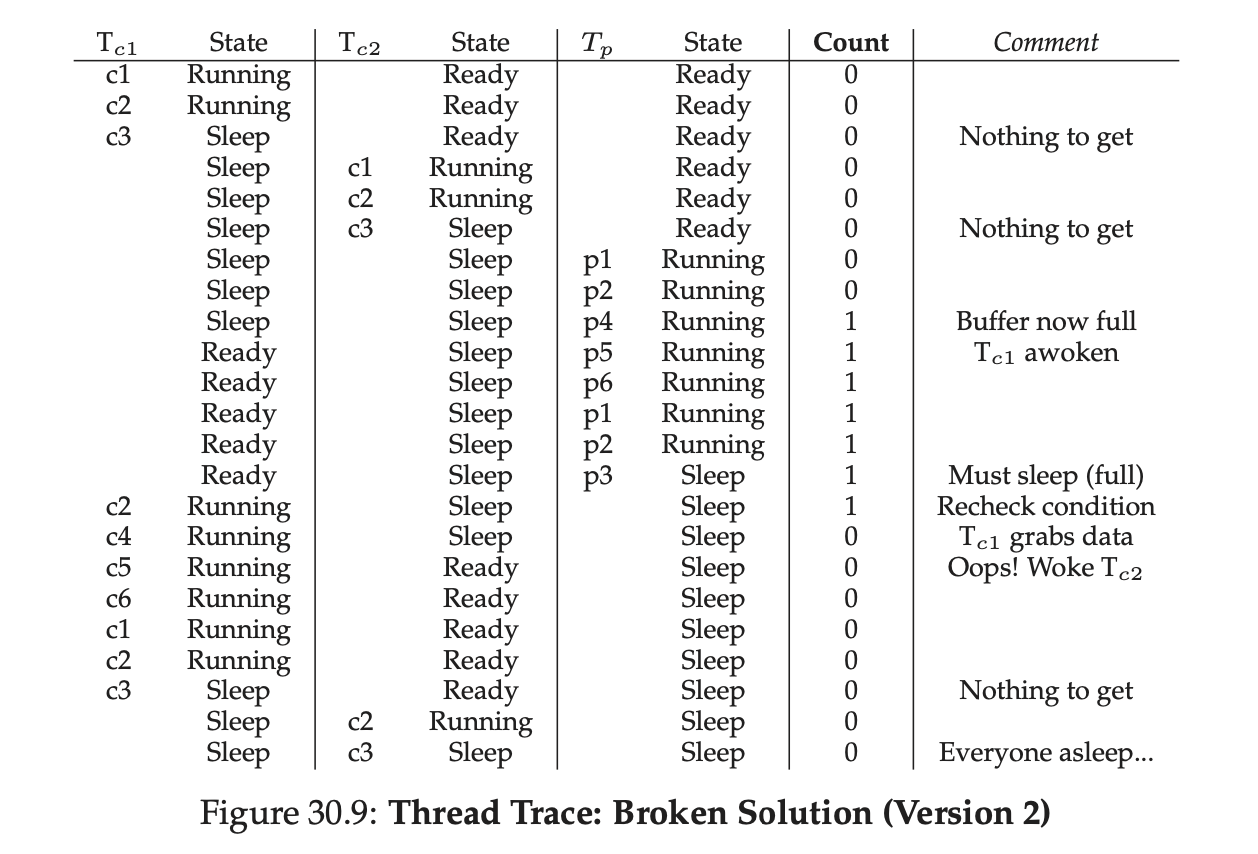 Tc1 State Tc2 State Tp State Count Comment
c1 Running Ready Ready 0
c2 Running Ready Ready 0
c3 Sleep Ready Ready 0 Nothing to get
Sleep c1 Running Ready 0
Sleep c2 Running Ready 0
Sleep c3 Sleep Ready 0 Nothing to get
Sleep Sleep p1 Running 0
Sleep Sleep p2 Running 0
Sleep Sleep p4 Running 1 Buffer now full
Ready Sleep p5 Running 1 Tc1 awoken
Ready Sleep p6 Running 1
Ready Sleep p1 Running 1
Ready Sleep p2 Running 1
Ready Sleep p3 Sleep 1 Must sleep (full)
c2 Running Sleep Sleep 1 Recheck condition
c4 Running Sleep Sleep 0 Tc1 grabs data
c5 Running Ready Sleep 0 Oops! Woke Tc2
c6 Running Ready Sleep 0
c1 Running Ready Sleep 0
c2 Running Ready Sleep 0
c3 Sleep Ready Sleep 0 Nothing to get
Sleep c2 Running Sleep 0
Sleep c3 Sleep Sleep 0 Everyone asleep...
Figure 30.9: Thread Trace: Broken Solution (Version 2)